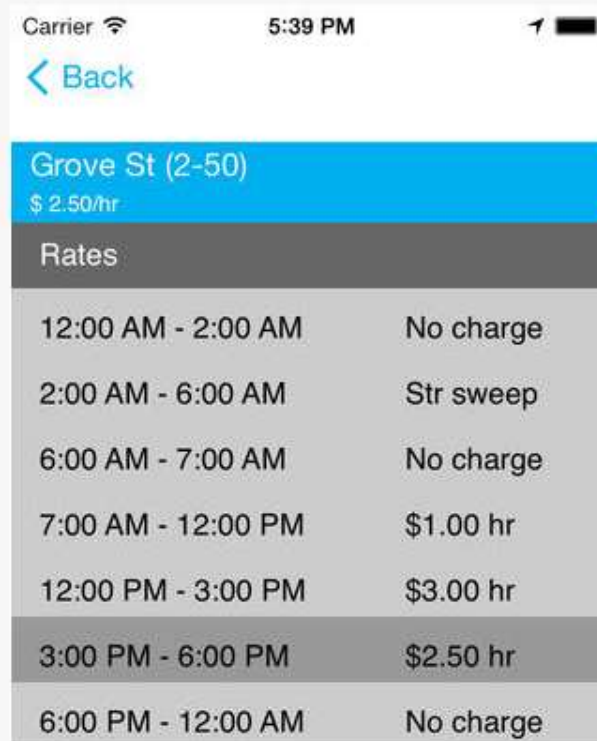 Carrier 5:39 PM
Back
Grove St (2-50)
$ 2.50/hr
Rates
12:00 AM - 2:00 AM No charge
2:00 AM - 6:00 AM Str sweep
6:00 AM - 7:00 AM No charge
7:00 AM - 12:00 PM $1.00 hr
12:00 PM - 3:00 PM $3.00 hr
3:00 PM - 6:00 PM $2.50 hr
6:00 PM - 12:00 AM No charge